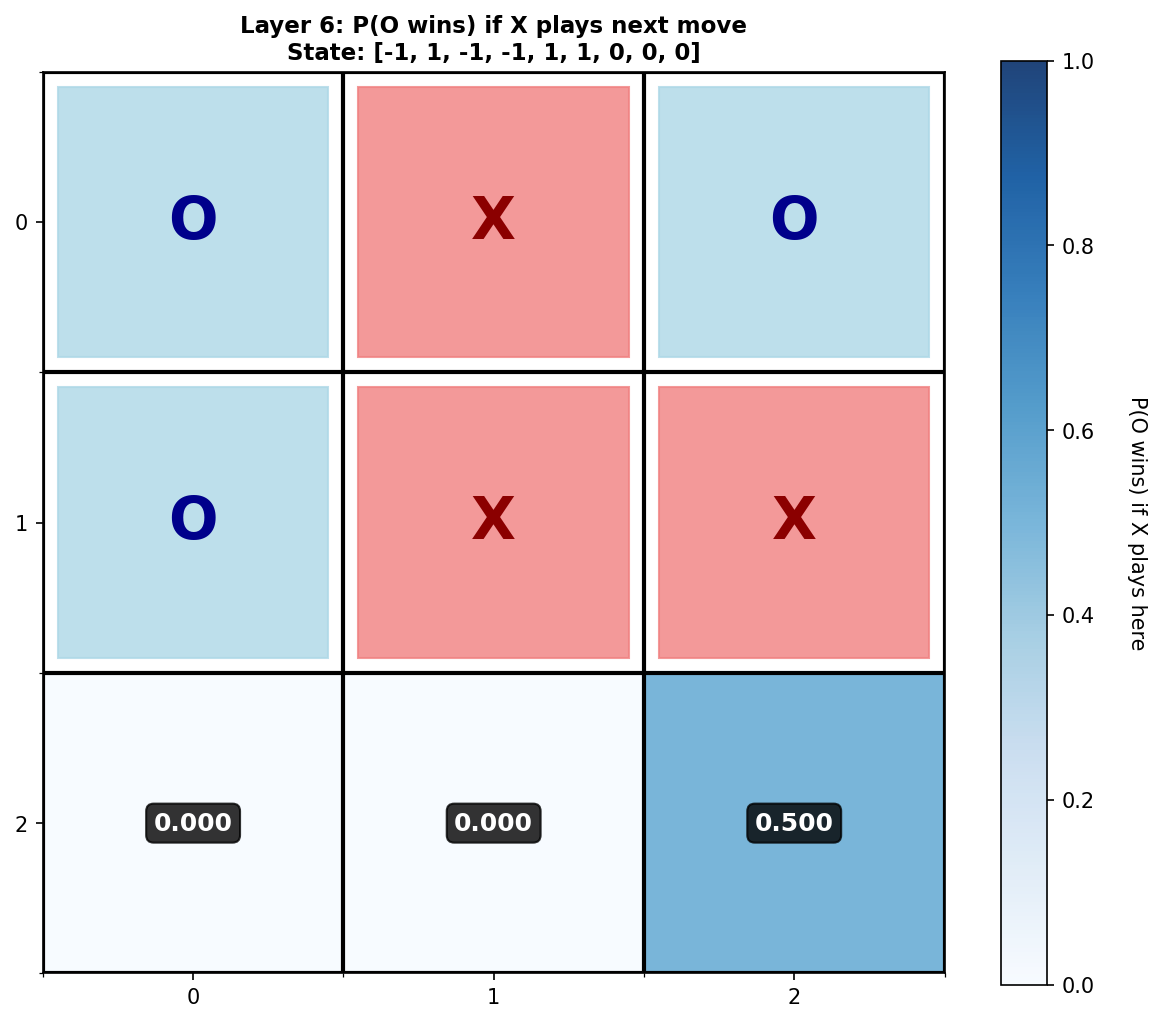 Layer 6: P(O wins) if X plays next move
State: [-1, 1, -1, -1, 1, 1, 0, 0, 0]
O X O
O X X
0.000 0.000 0.500
0
1
2
0 1 2
1.0
0.8
0.6
0.4
0.2
0.0
P(O wins) if X plays here